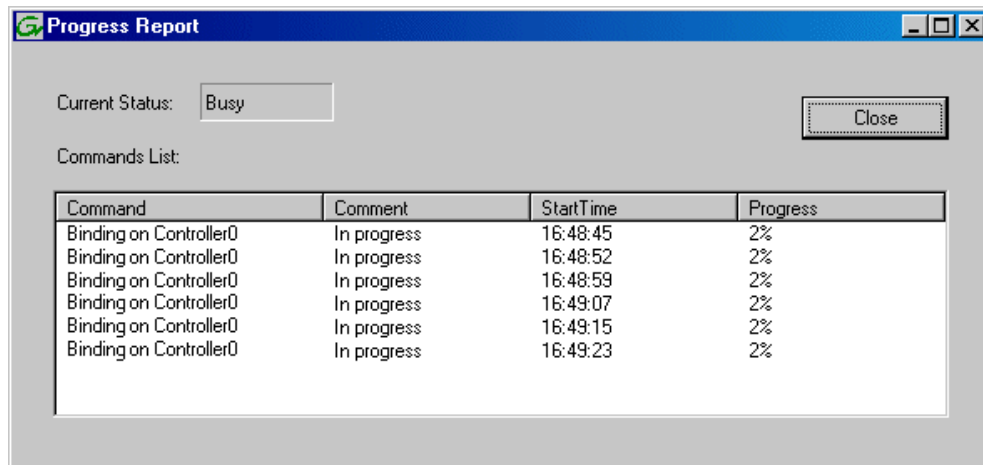 Progress Report
Current Status: Busy
Close
Commands List:
Command Comment StartTime Progress
Binding on Controller0 In progress 16:48:45 2%
Binding on Controller0 In progress 16:48:52 2%
Binding on Controller0 In progress 16:48:59 2%
Binding on Controller0 In progress 16:49:07 2%
Binding on Controller0 In progress 16:49:15 2%
Binding on Controller0 In progress 16:49:23 2%